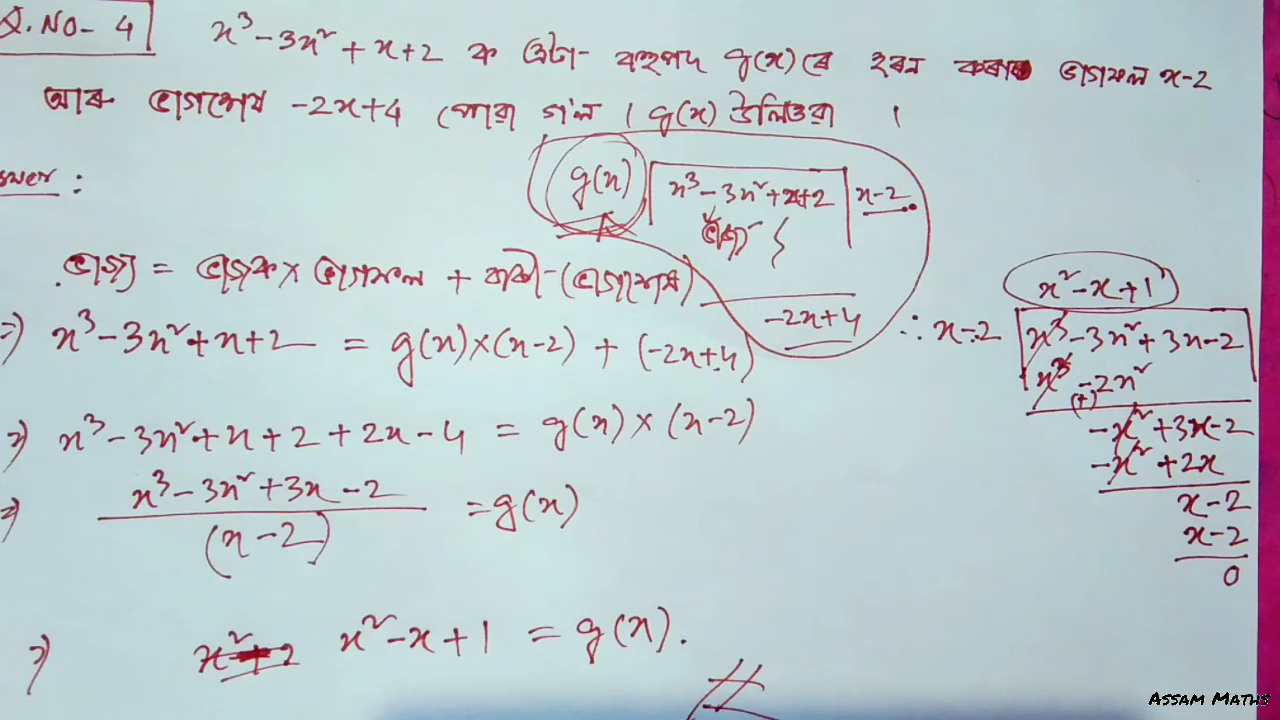 Q. NO- 4 x³-3x²+x+2 ক এটা বহুপদ g(x)ৰে হৰণ কৰাত ভাগফল x-2
আৰু ভাগশেষ -2x+4 পোৱা গ'ল । g(x) উলিওৱা ।
swer :
g(x) x³-3x²+x+2 x-2
ভাজ্য
-2x+4
ভাজ্য = ভাজক × ভাগফল + বাকী (ভাগশেষ)
⇒ x³-3x²+x+2 = g(x)×(x-2) + (-2x+4)
⇒ x³-3x²+x+2+2x-4 = g(x)×(x-2)
⇒ x³-3x²+3x-2 / (x-2) = g(x)
⇒ x²-x+1 = g(x).
x²-x+1
∴ x-2 x³-3x²+3x-2
x³-2x²
(+)
-x²+3x-2
-x²+2x
x-2
x-2
0
ASSAM MATHS